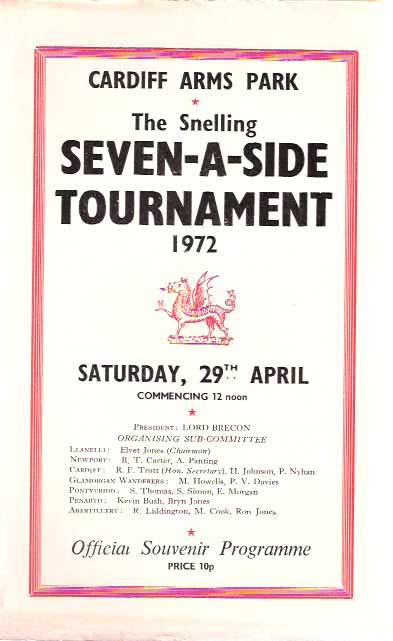 CARDIFF ARMS PARK
The Snelling
SEVEN-A-SIDE
TOURNAMENT
1972
SATURDAY, 29TH APRIL
COMMENCING 12 noon
PRESIDENT: LORD BRECON
ORGANISING SUB-COMMITTEE
LLANELLI: Elvet Jones (Chairman)
NEWPORT: R. T. Carter, A. Panting
CARDIFF: R. F. Trott (Hon. Secretary), H. Johnson, P. Nyhan
GLAMORGAN WANDERERS: M. Howells, P. V. Davies
PONTYPRIDD: S. Thomas, S. Simon, E. Morgan
PENARTH: Kevin Bush, Bryn Jones
ABERTILLERY: R. Liddington, M. Cook, Ron Jones
Official Souvenir Programme
PRICE 10p